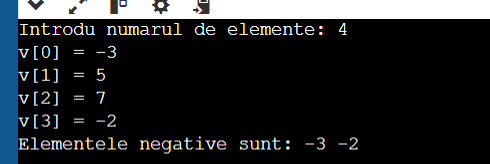 Introdu numarul de elemente: 4
v[0] = -3
v[1] = 5
v[2] = 7
v[3] = -2
Elementele negative sunt: -3 -2